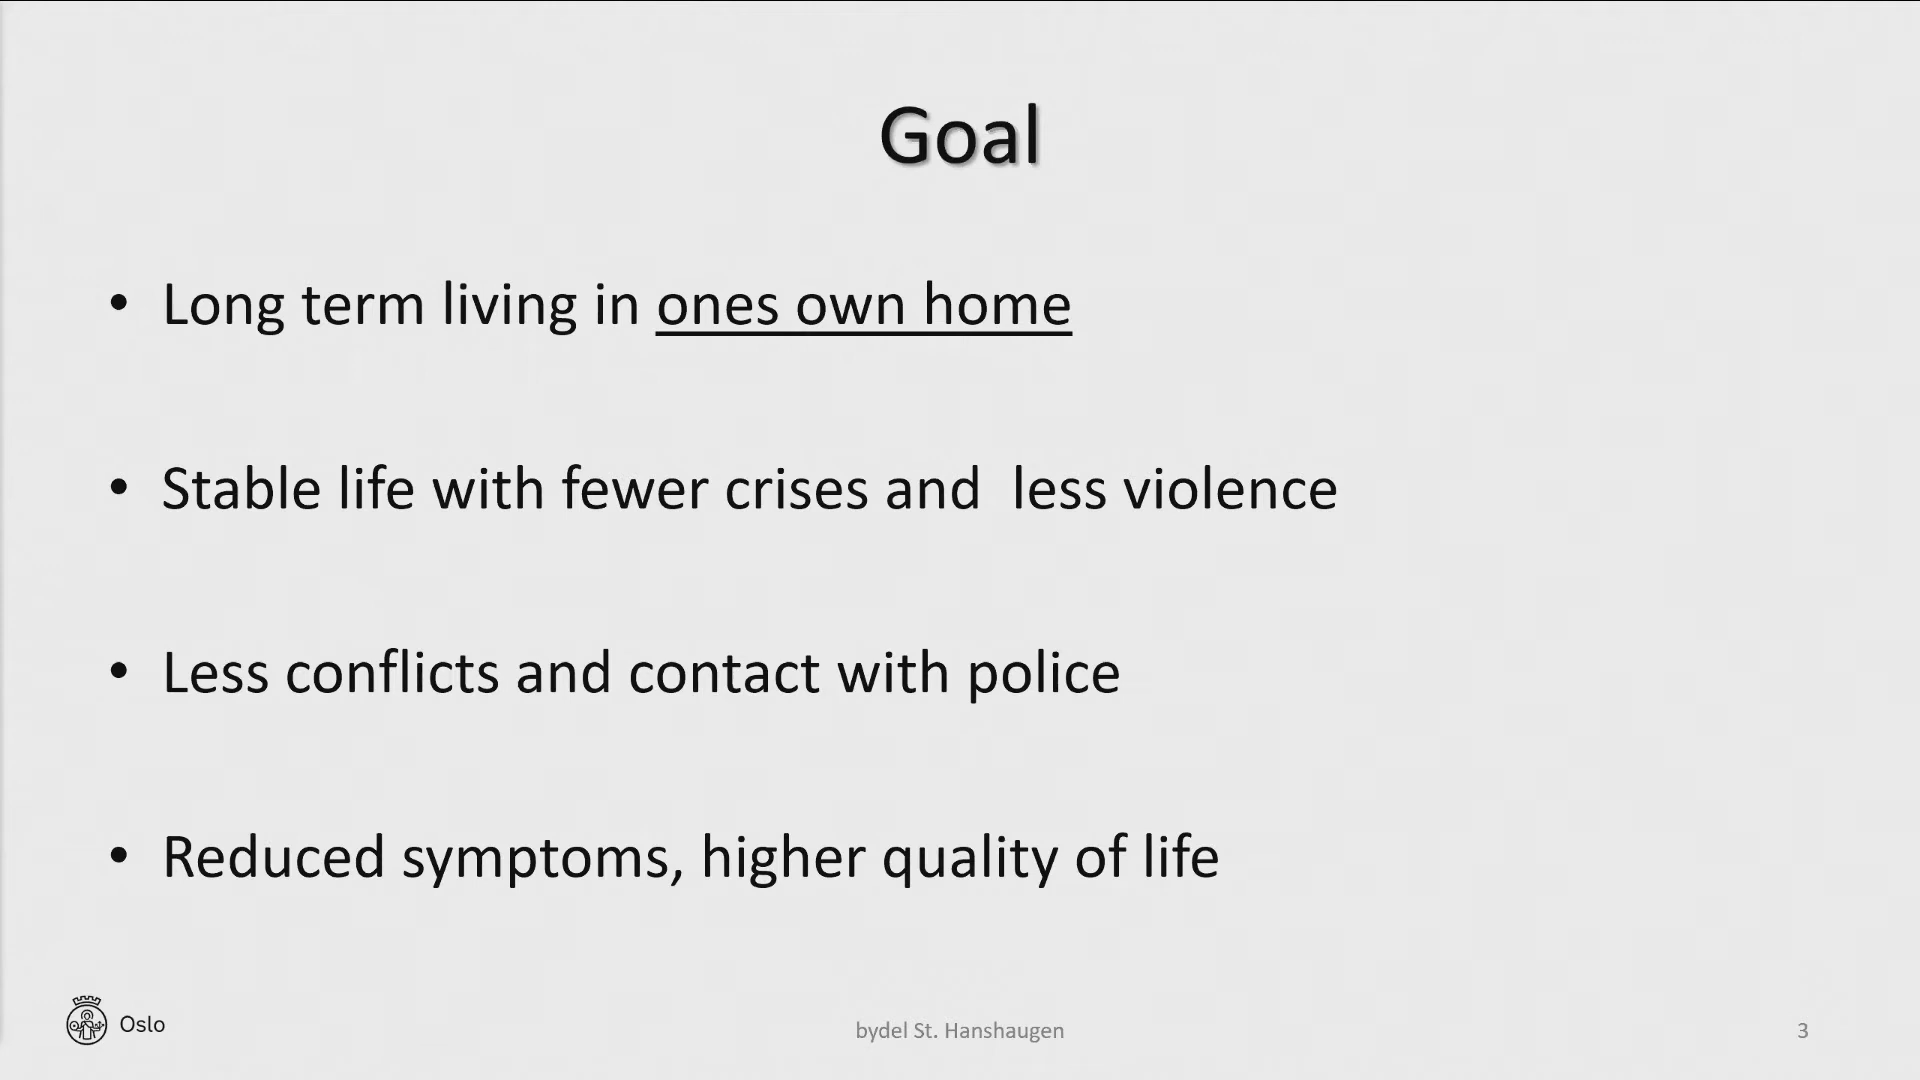 Goal
• Long term living in ones own home
• Stable life with fewer crises and  less violence
• Less conflicts and contact with police
• Reduced symptoms, higher quality of life
Oslo
bydel St. Hanshaugen
3